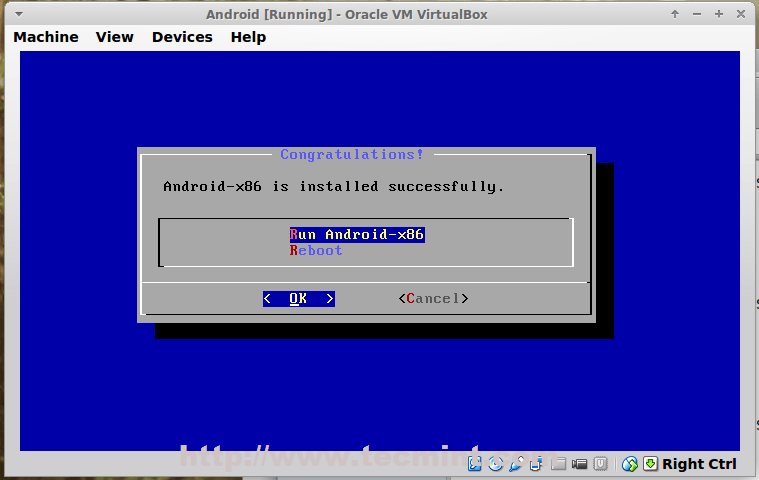 Android [Running] - Oracle VM VirtualBox
Machine View Devices Help
Congratulations!
Android-x86 is installed successfully.
Run Android-x86
Reboot
< OK >
<Cancel>
http://www.tecmint.com
Right Ctrl